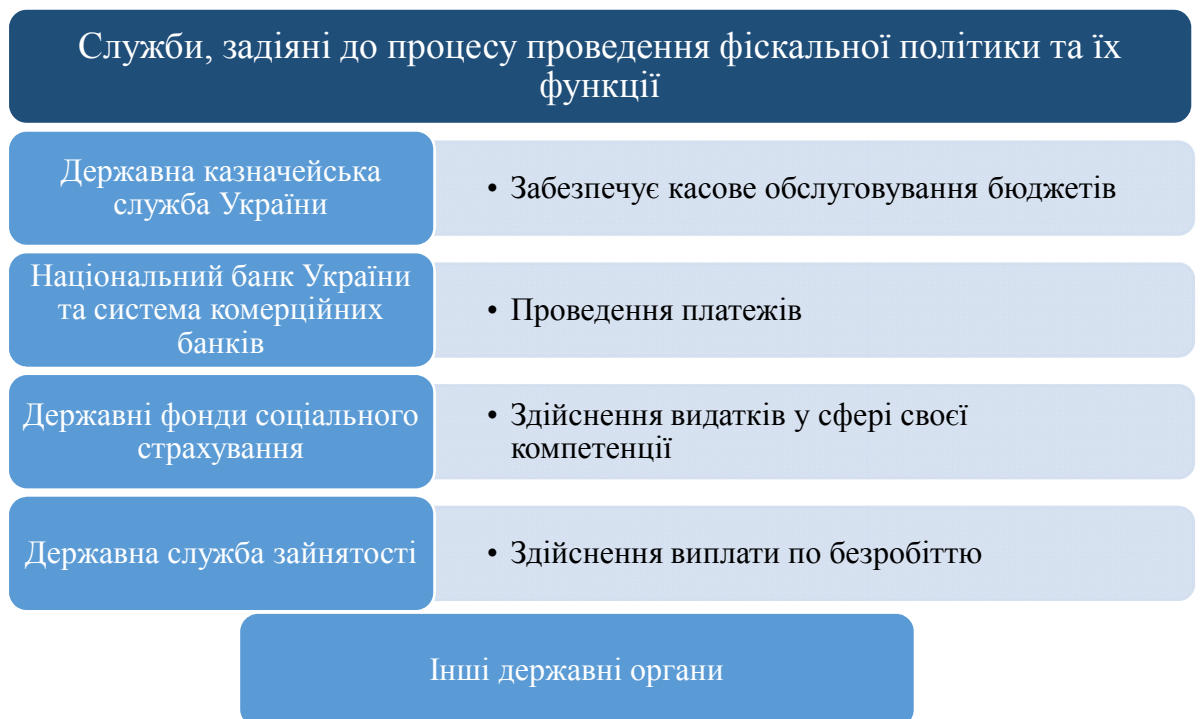 Служби, задіяні до процесу проведення фіскальної політики та їх
функції
Державна казначейська
служба України
• Забезпечує касове обслуговування бюджетів
Національний банк України
та система комерційних
банків
• Проведення платежів
Державні фонди соціального
страхування
• Здійснення видатків у сфері своєї
компетенції
Державна служба зайнятості
• Здійснення виплати по безробіттю
Інші державні органи